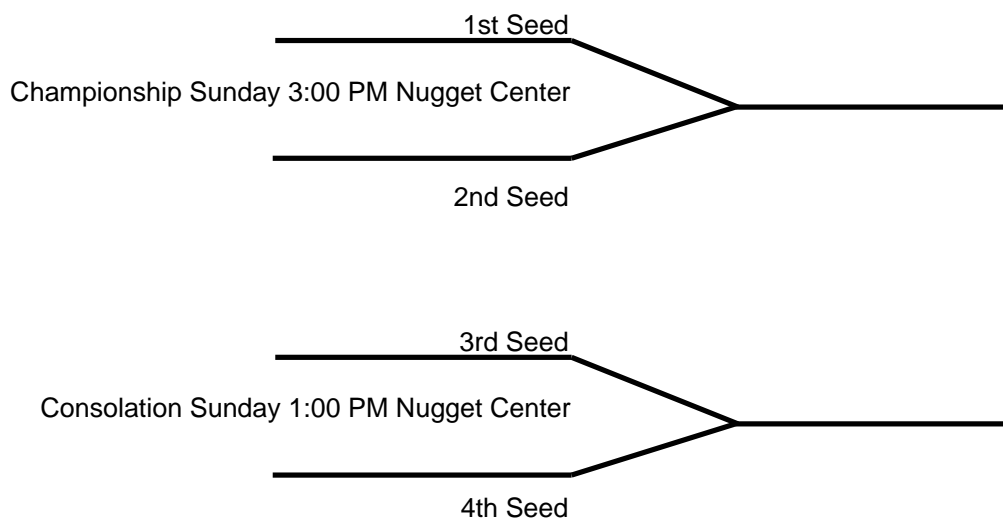 1st Seed
Championship Sunday 3:00 PM Nugget Center
2nd Seed
3rd Seed
Consolation Sunday 1:00 PM Nugget Center
4th Seed